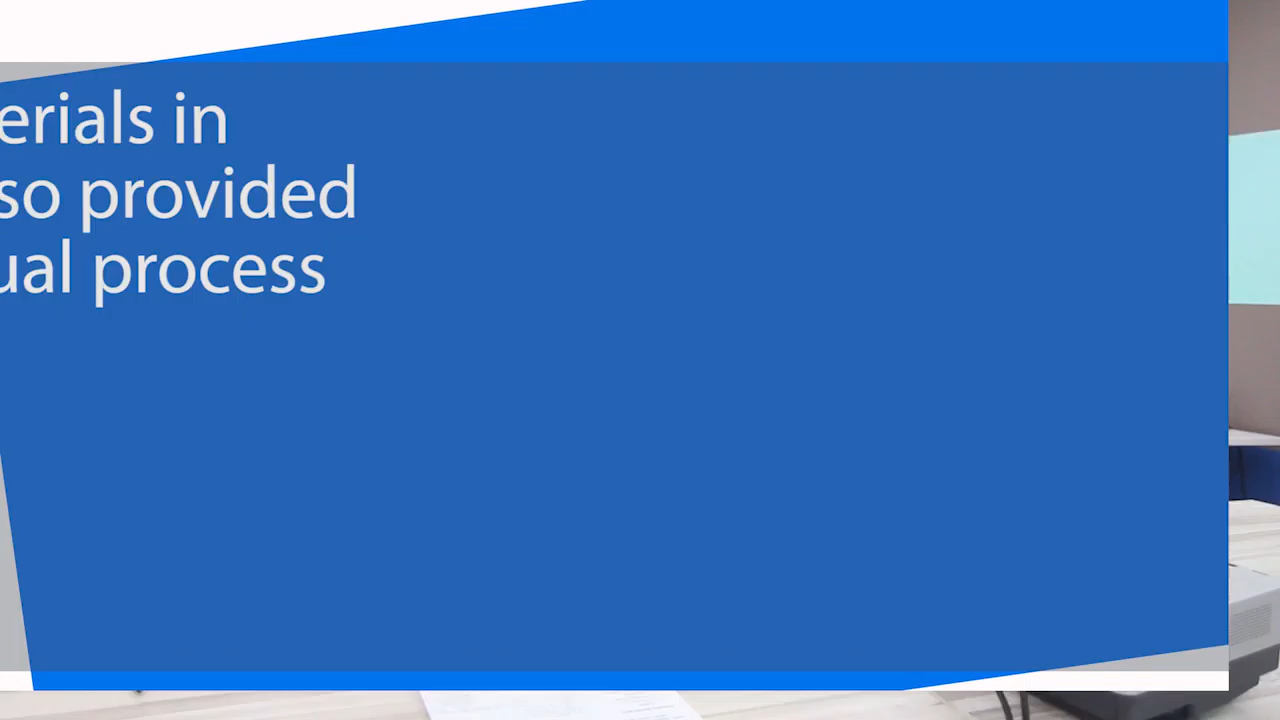 erials in
so provided
ual process